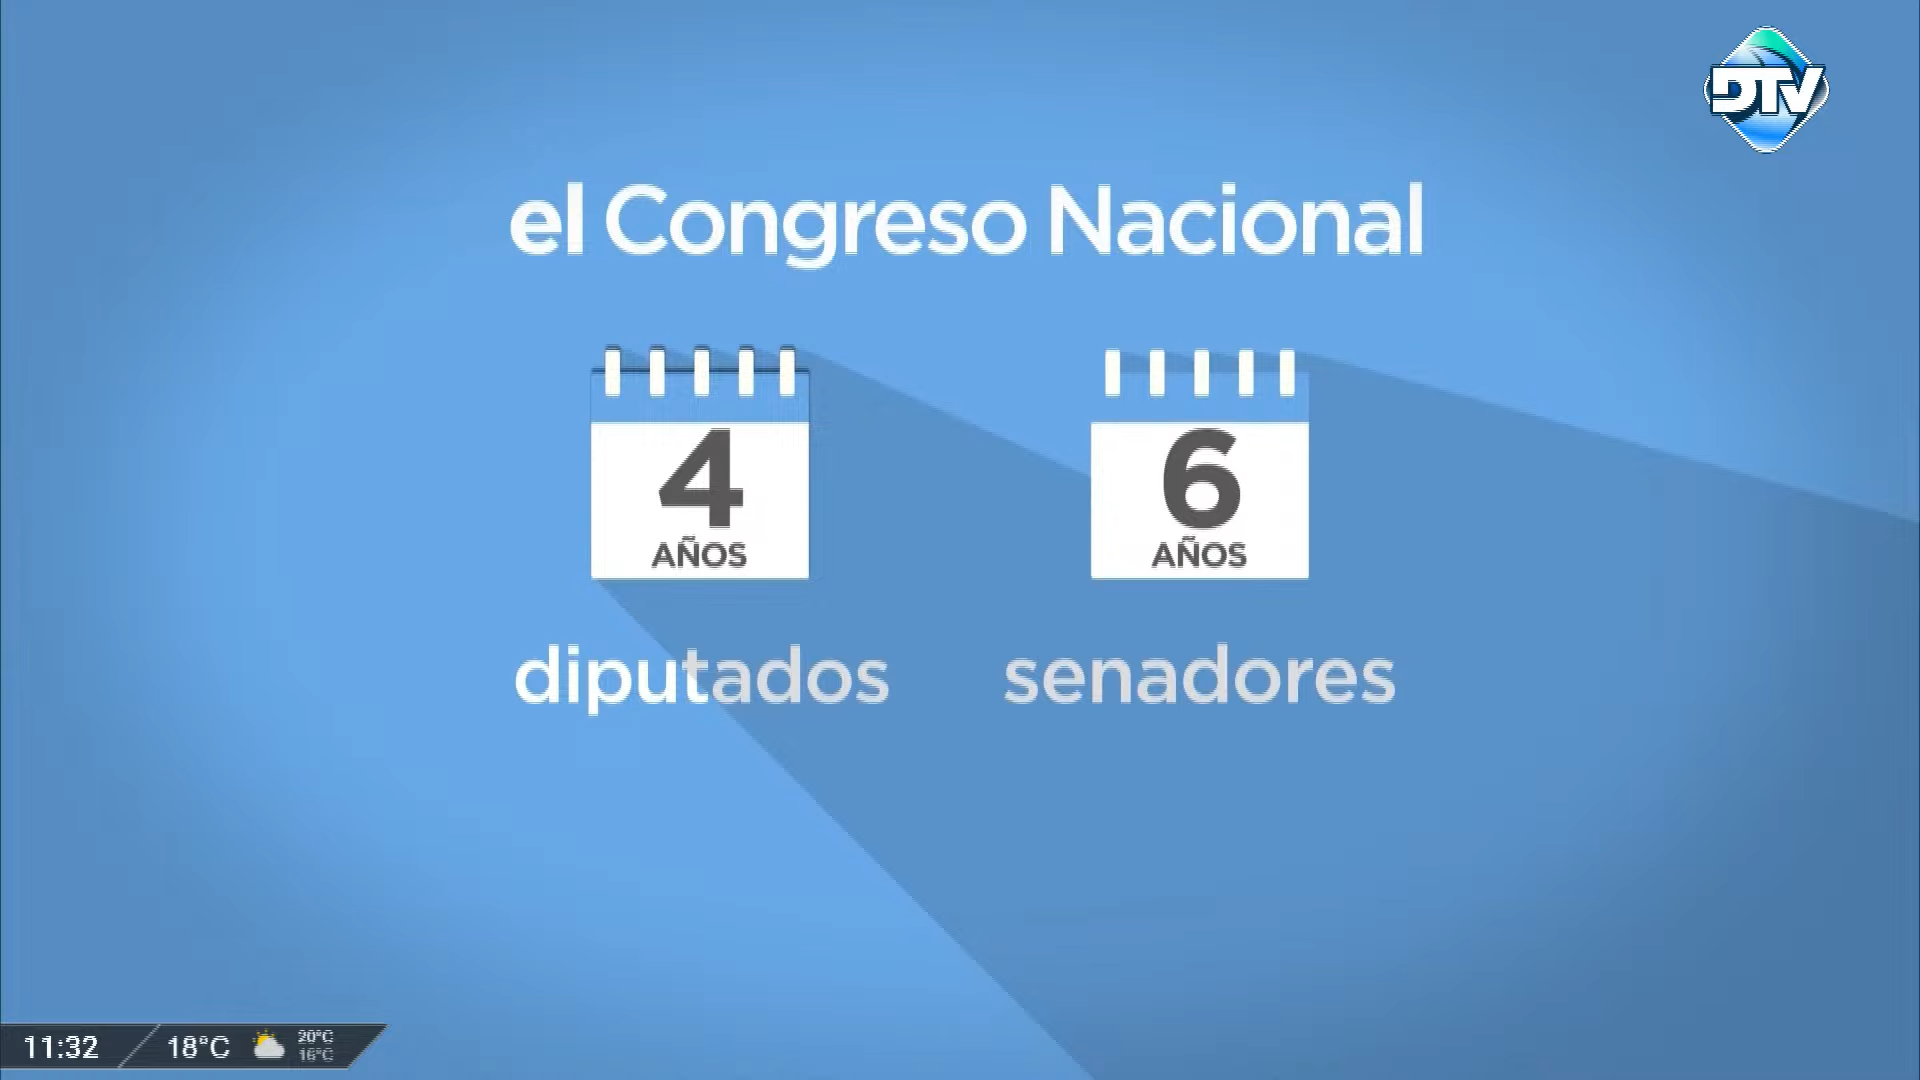 DTV
el Congreso Nacional
4 6
AÑOS AÑOS
diputados senadores
11:32 18°C 20°C
16°C